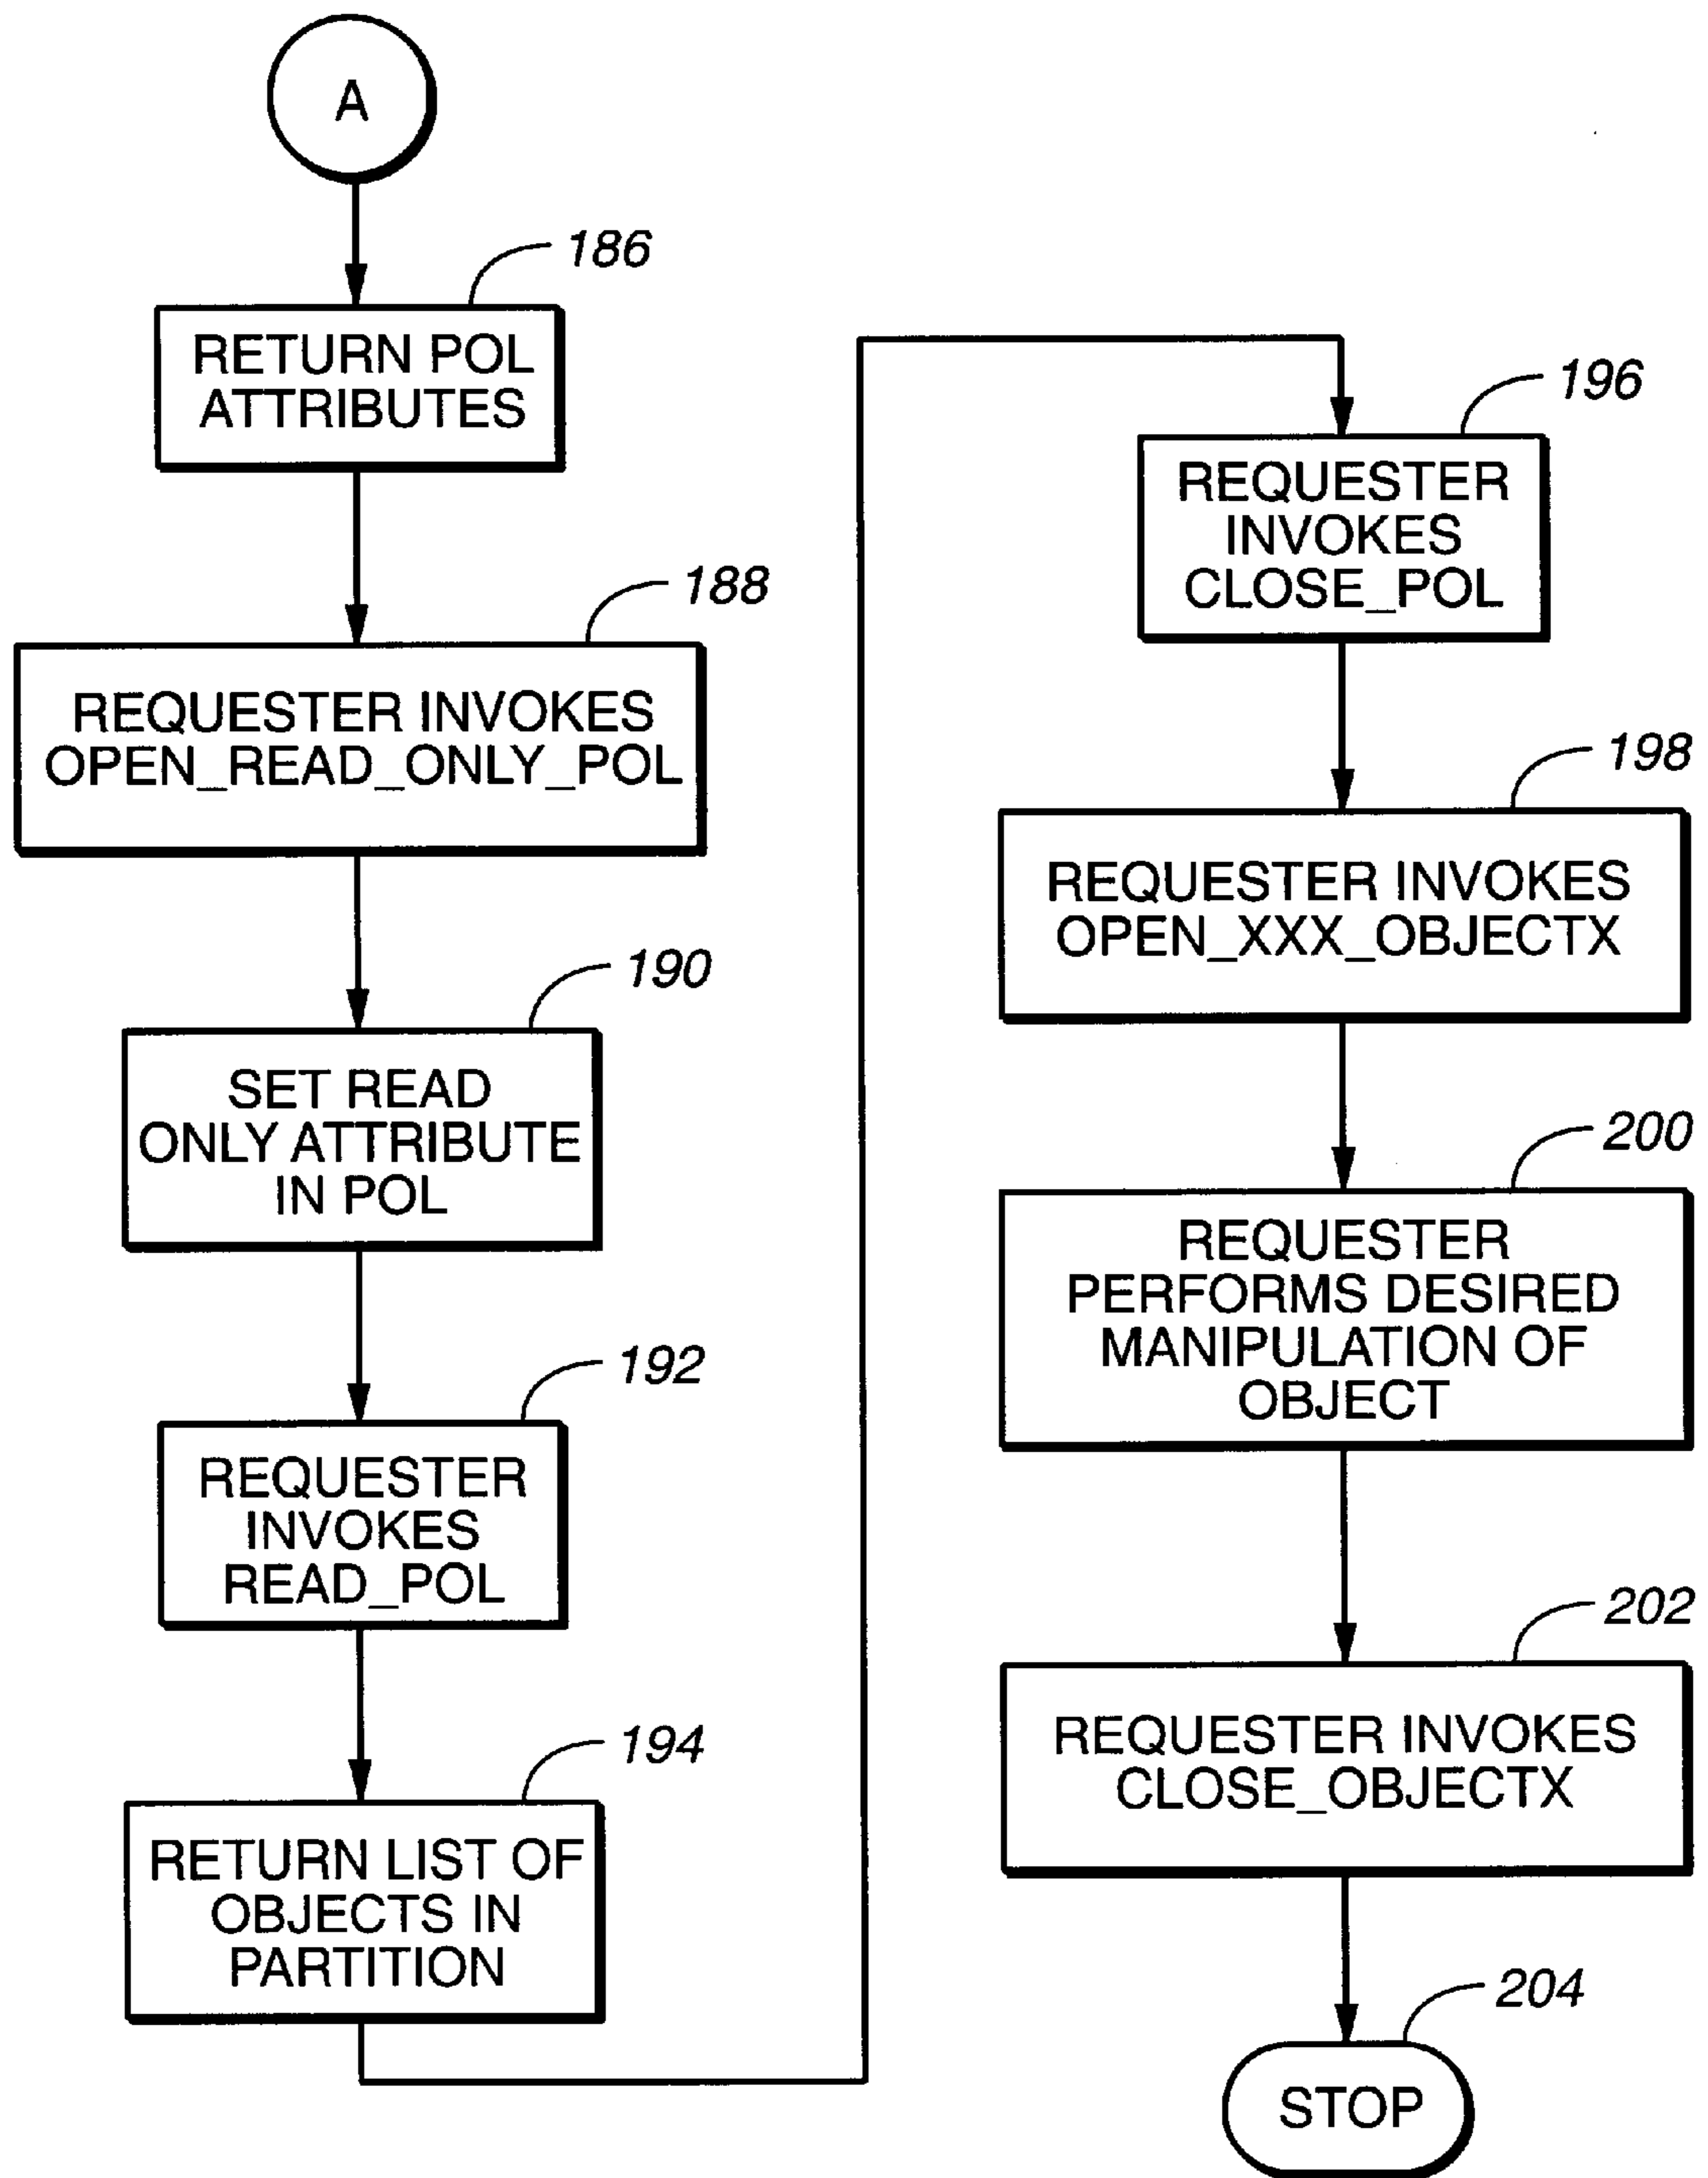 A
186
RETURN POL
ATTRIBUTES
188
REQUESTER INVOKES
OPEN_READ_ONLY_POL
190
SET READ
ONLY ATTRIBUTE
IN POL
192
REQUESTER
INVOKES
READ_POL
194
RETURN LIST OF
OBJECTS IN
PARTITION
196
REQUESTER
INVOKES
CLOSE_POL
198
REQUESTER INVOKES
OPEN_XXX_OBJECTX
200
REQUESTER
PERFORMS DESIRED
MANIPULATION OF
OBJECT
202
REQUESTER INVOKES
CLOSE_OBJECTX
204
STOP